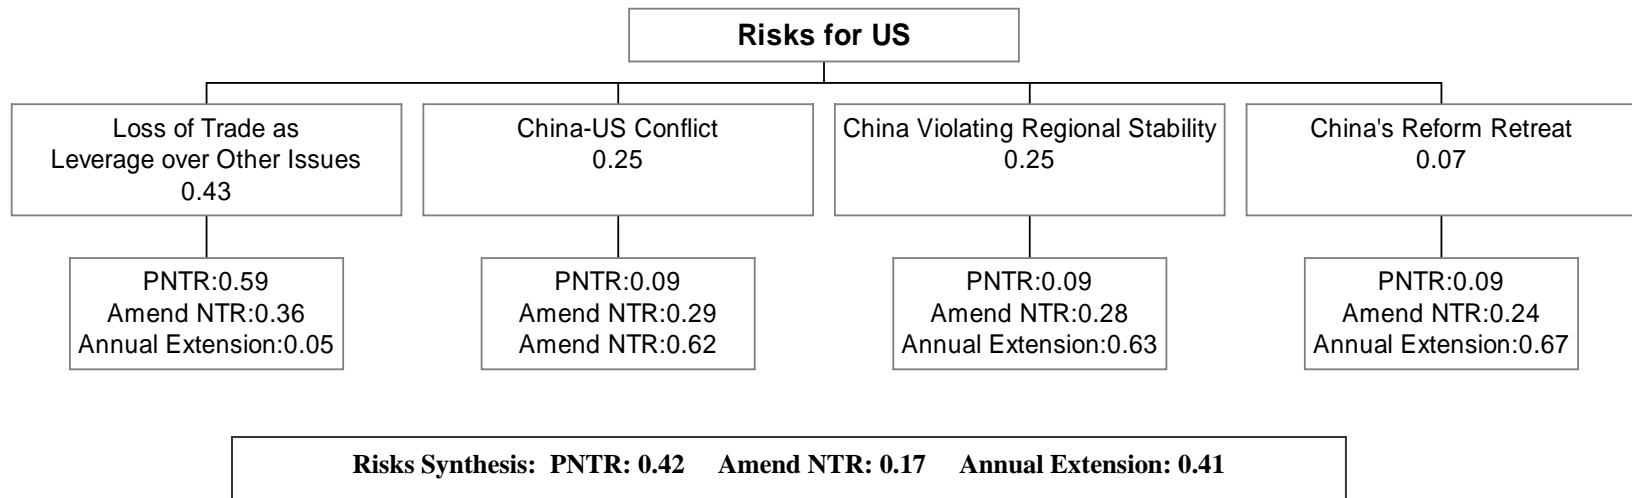 Risks for US
Loss of Trade as
Leverage over Other Issues
0.43
China-US Conflict
0.25
China Violating Regional Stability
0.25
China's Reform Retreat
0.07
PNTR:0.59
Amend NTR:0.36
Annual Extension:0.05
PNTR:0.09
Amend NTR:0.29
Amend NTR:0.62
PNTR:0.09
Amend NTR:0.28
Annual Extension:0.63
PNTR:0.09
Amend NTR:0.24
Annual Extension:0.67
Risks Synthesis: PNTR: 0.42 Amend NTR: 0.17 Annual Extension: 0.41